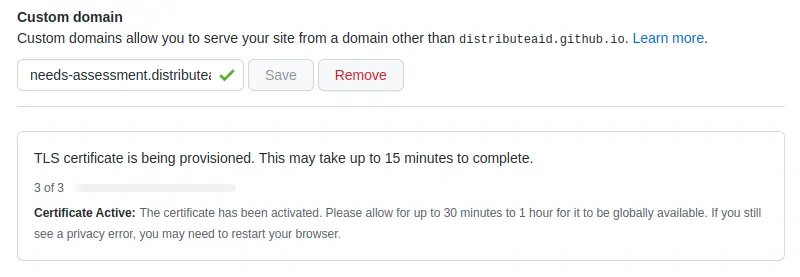 Custom domain
Custom domains allow you to serve your site from a domain other than distributeaid.github.io. Learn more.
needs-assessment.distributea
Save
Remove
TLS certificate is being provisioned. This may take up to 15 minutes to complete.
3 of 3
Certificate Active: The certificate has been activated. Please allow for up to 30 minutes to 1 hour for it to be globally available. If you still
see a privacy error, you may need to restart your browser.